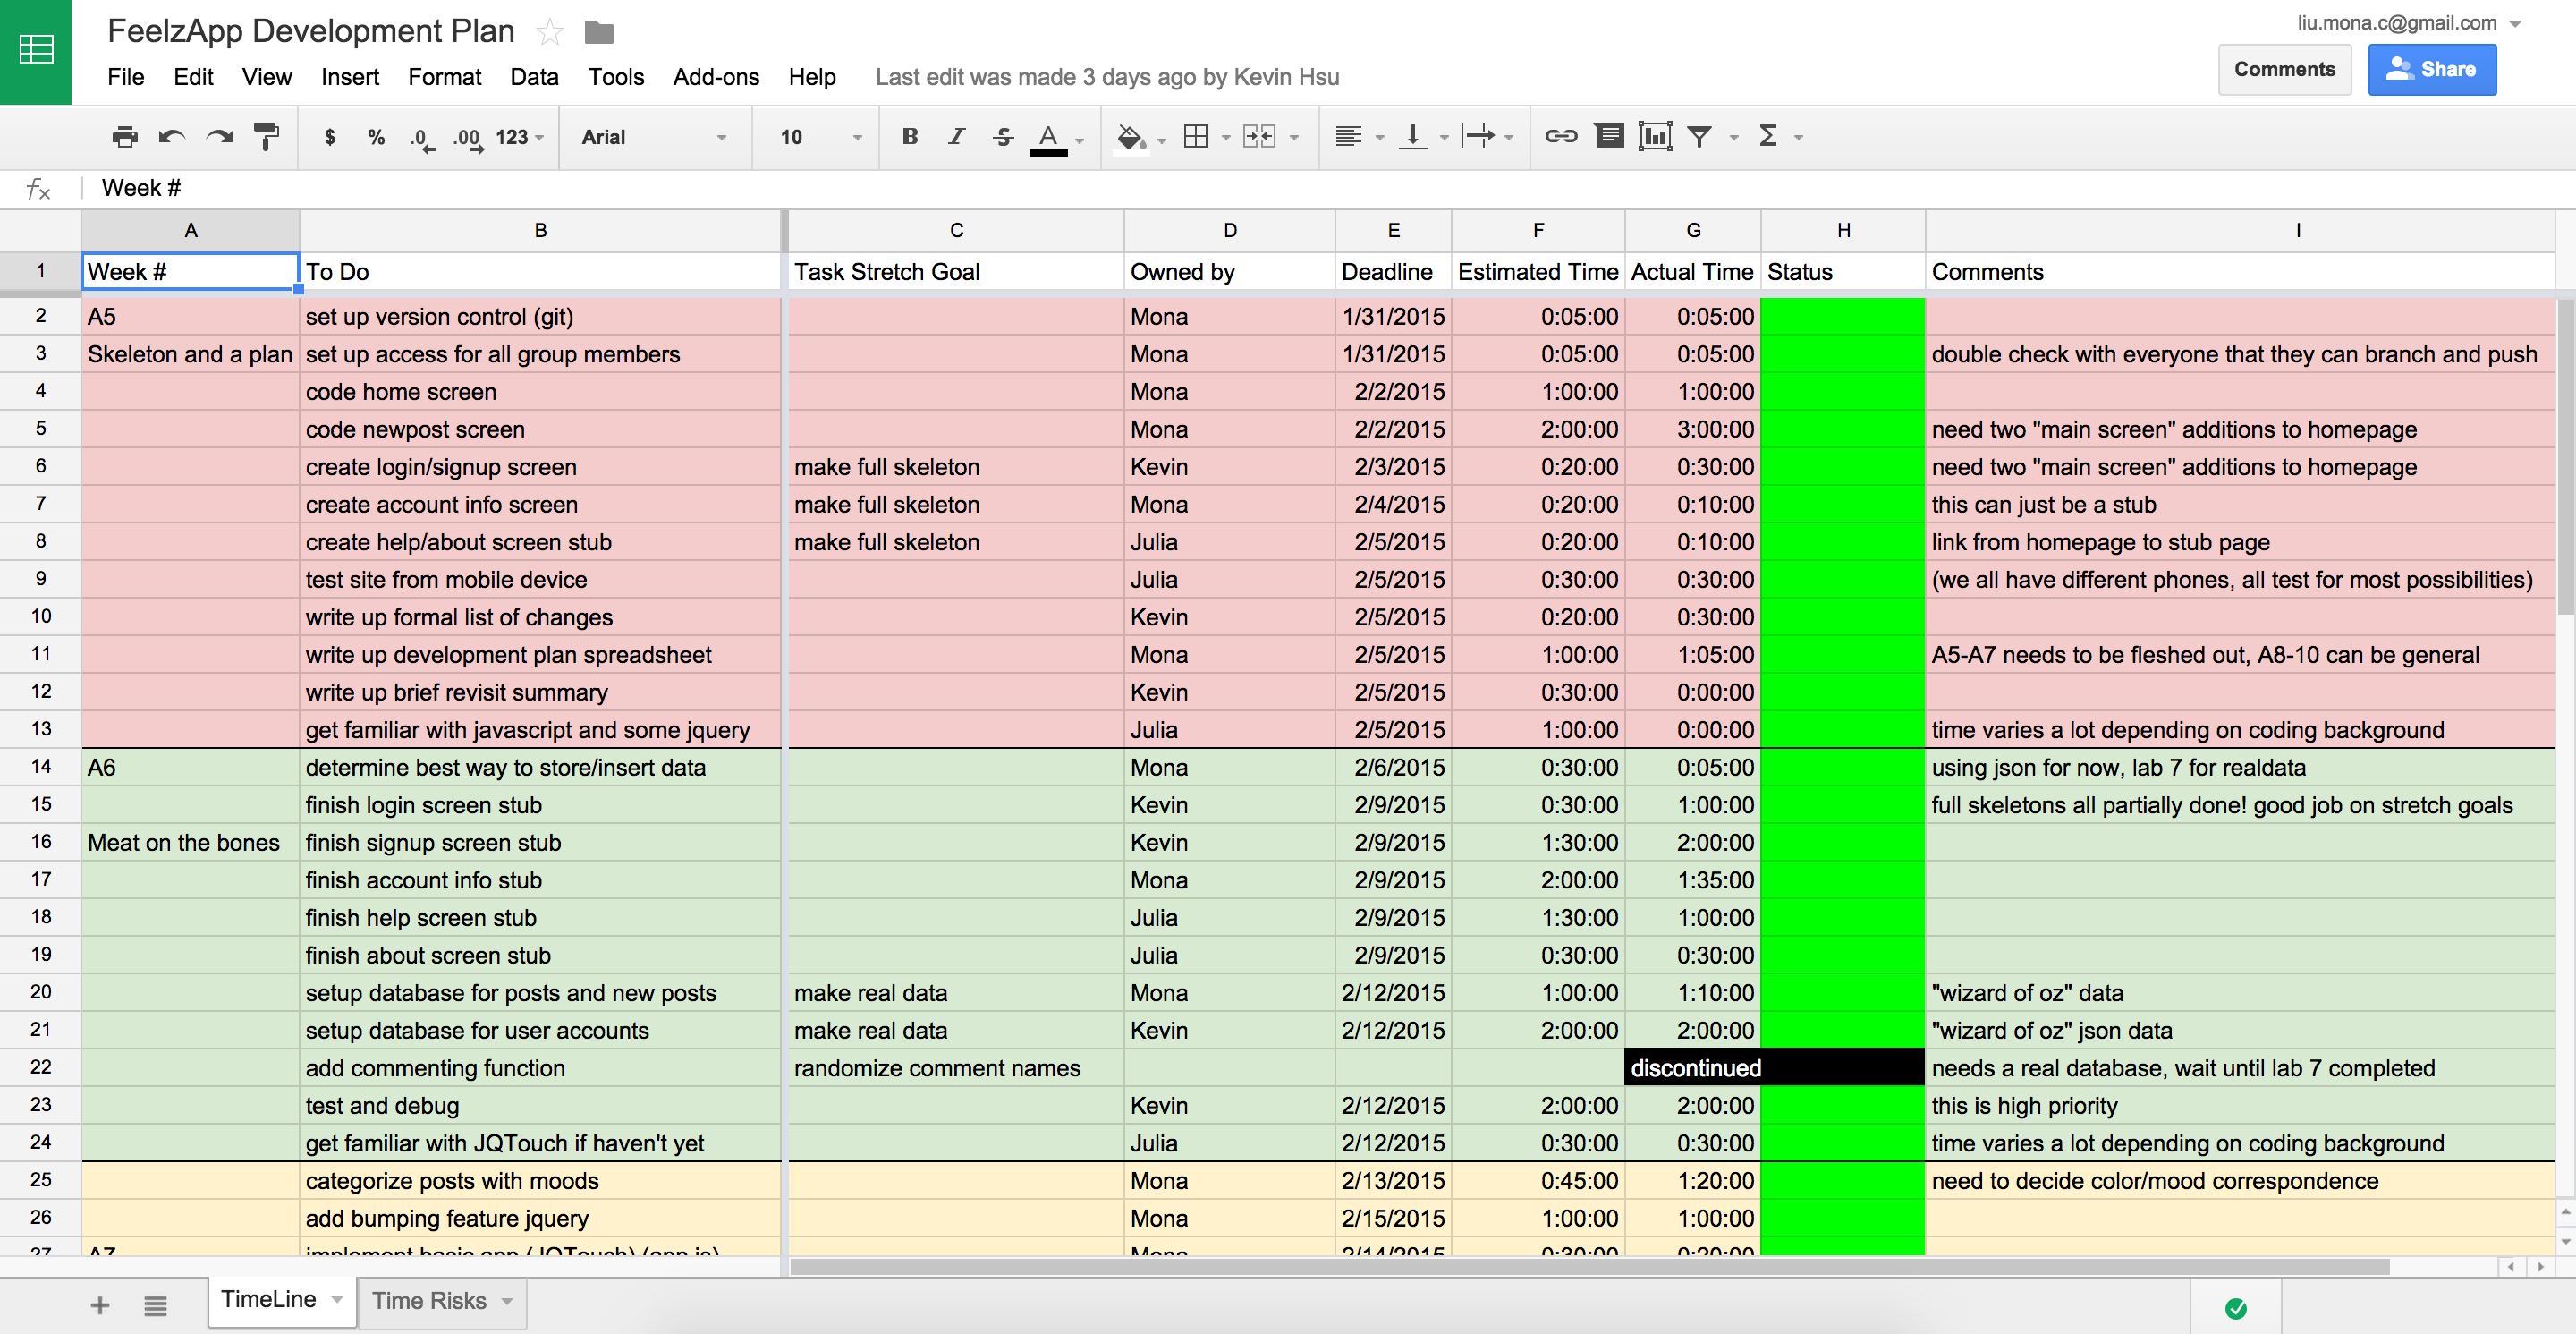 FeelzApp Development Plan
liu.mona.c@gmail.com
File Edit View Insert Format Data Tools Add-ons Help Last edit was made 3 days ago by Kevin Hsu
Comments Share
$ % .0 .00 123 Arial 10 B I S A Σ
fx Week #
A B C D E F G H I
1 Week # To Do Task Stretch Goal Owned by Deadline Estimated Time Actual Time Status Comments
2 A5 set up version control (git) Mona 1/31/2015 0:05:00 0:05:00
3 Skeleton and a plan set up access for all group members Mona 1/31/2015 0:05:00 0:05:00 double check with everyone that they can branch and push
4 code home screen Mona 2/2/2015 1:00:00 1:00:00
5 code newpost screen Mona 2/2/2015 2:00:00 3:00:00 need two "main screen" additions to homepage
6 create login/signup screen make full skeleton Kevin 2/3/2015 0:20:00 0:30:00 need two "main screen" additions to homepage
7 create account info screen make full skeleton Mona 2/4/2015 0:20:00 0:10:00 this can just be a stub
8 create help/about screen stub make full skeleton Julia 2/5/2015 0:20:00 0:10:00 link from homepage to stub page
9 test site from mobile device Julia 2/5/2015 0:30:00 0:30:00 (we all have different phones, all test for most possibilities)
10 write up formal list of changes Kevin 2/5/2015 0:20:00 0:30:00
11 write up development plan spreadsheet Mona 2/5/2015 1:00:00 1:05:00 A5-A7 needs to be fleshed out, A8-10 can be general
12 write up brief revisit summary Kevin 2/5/2015 0:30:00 0:00:00
13 get familiar with javascript and some jquery Julia 2/5/2015 1:00:00 0:00:00 time varies a lot depending on coding background
14 A6 determine best way to store/insert data Mona 2/6/2015 0:30:00 0:05:00 using json for now, lab 7 for realdata
15 finish login screen stub Kevin 2/9/2015 0:30:00 1:00:00 full skeletons all partially done! good job on stretch goals
16 Meat on the bones finish signup screen stub Kevin 2/9/2015 1:30:00 2:00:00
17 finish account info stub Mona 2/9/2015 2:00:00 1:35:00
18 finish help screen stub Julia 2/9/2015 1:30:00 1:00:00
19 finish about screen stub Julia 2/9/2015 0:30:00 0:30:00
20 setup database for posts and new posts make real data Mona 2/12/2015 1:00:00 1:10:00 "wizard of oz" data
21 setup database for user accounts make real data Kevin 2/12/2015 2:00:00 2:00:00 "wizard of oz" json data
22 add commenting function randomize comment names discontinued needs a real database, wait until lab 7 completed
23 test and debug Kevin 2/12/2015 2:00:00 2:00:00 this is high priority
24 get familiar with JQTouch if haven't yet Julia 2/12/2015 0:30:00 0:30:00 time varies a lot depending on coding background
25 categorize posts with moods Mona 2/13/2015 0:45:00 1:20:00 need to decide color/mood correspondence
26 add bumping feature jquery Mona 2/15/2015 1:00:00 1:00:00
27 A7 implement basic app (JQTouch) (app.js) Mona 2/14/2015 0:30:00 0:20:00
+ TimeLine Time Risks